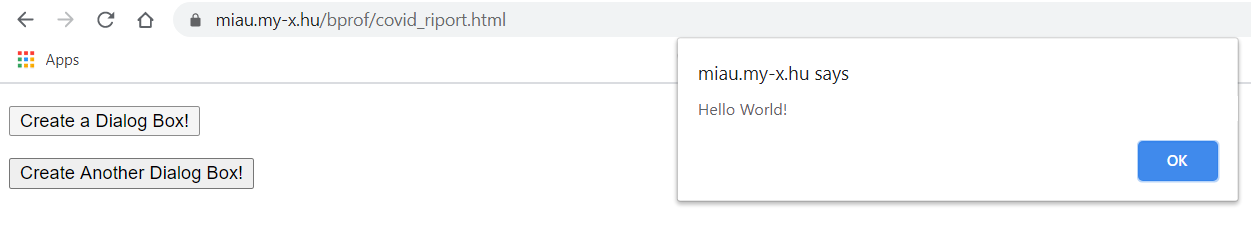 miau.my-x.hu/bprof/covid_riport.html
Apps
miau.my-x.hu says
Hello World!
OK
Create a Dialog Box!
Create Another Dialog Box!